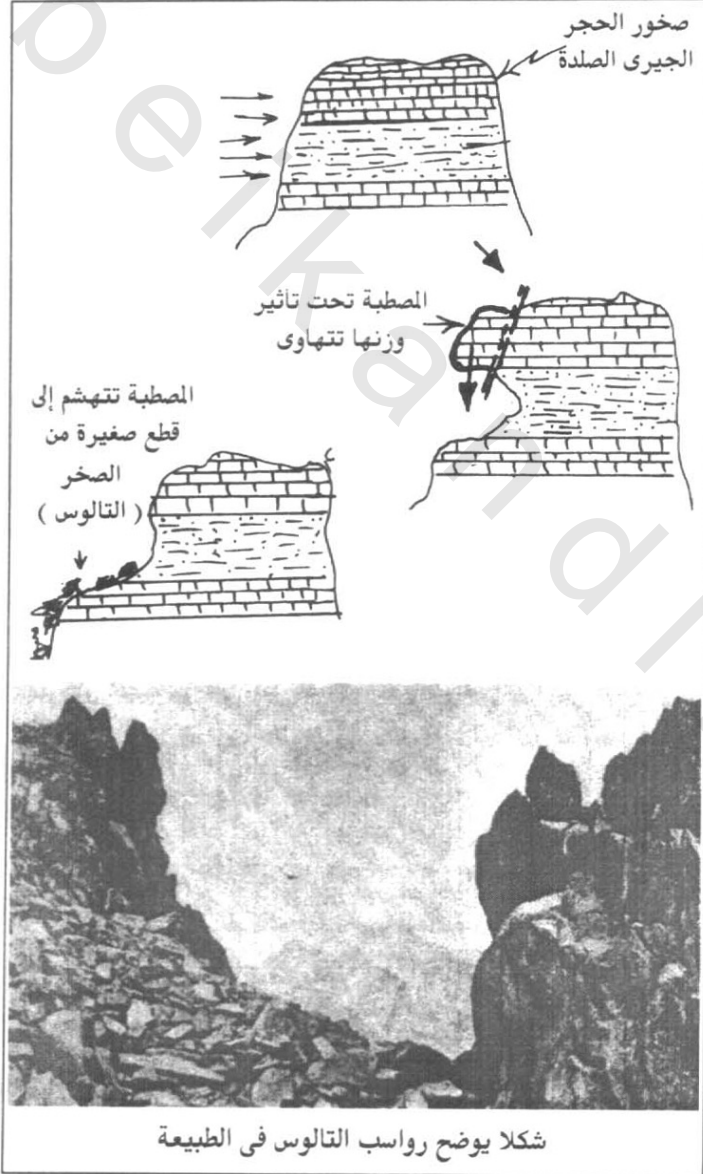 صخور الحجر
الجيرى الصلدة
المصطبة تحت تأثير
وزنها تتهاوى
المصطبة تتهشم إلى
قطع صغيرة من
الصخر
( التالوس )
شكلا يوضح رواسب التالوس فى الطبيعة
beikandl